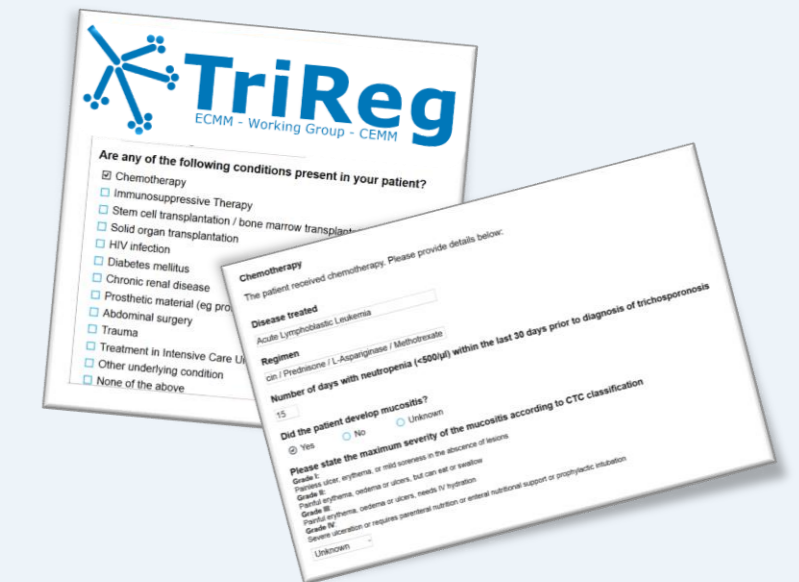 TriReg
ECMM - Working Group - CEMM
Are any of the following conditions present in your patient?
Chemotherapy
Immunosuppressive Therapy
Stem cell transplantation / bone marrow
Solid organ transplantation
HIV infection
Diabetes mellitus
Chronic renal disease
Prosthetic material (eg
Abdominal surgery
Trauma
Treatment in Intensive Care
Other underlying condition
None of the above
Chemotherapy
The patient received chemotherapy. Please provide details below:
Disease treated
Acute Lymphoblastic Leukemia
Regimen
cin / Prednisone / L-Aspariginase / Methotrexate
Number of days with neutropenia (<500/µl) within the last 30 days prior to diagnosis of trichosporonosis
15
Did the patient develop mucositis?
Yes No Unknown
Please state the maximum severity of the mucositis according to CTC classification
Grade I:
Painless ulcer, erythema, or mild soreness in the abscence of lesions
Grade II:
Painful erythema, oedema or ulcers, but can eat or swallow
Grade III:
Painful erythema, oedema or ulcers, needs IV hydration
Grade IV:
Severe ulceration or requires parenteral nutrition or enteral nutritional support or prophylactic intubation
Unknown